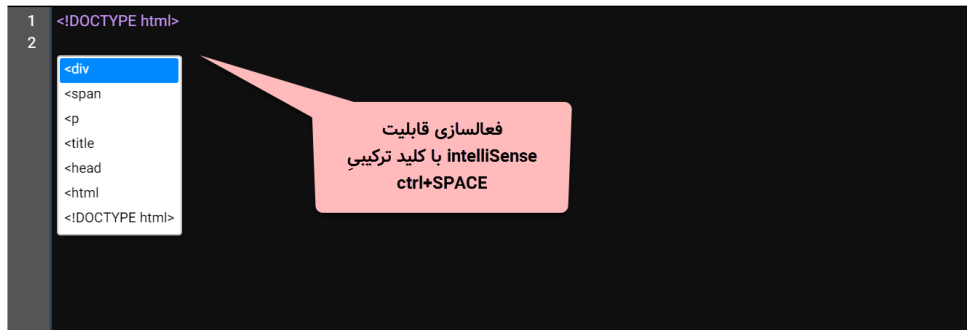 1 <!DOCTYPE html>
2
<div
<span
<p
<title
<head
<html
<!DOCTYPE html>
فعالسازی قابلیت
intelliSense با کلید ترکیبیِ
ctrl+SPACE